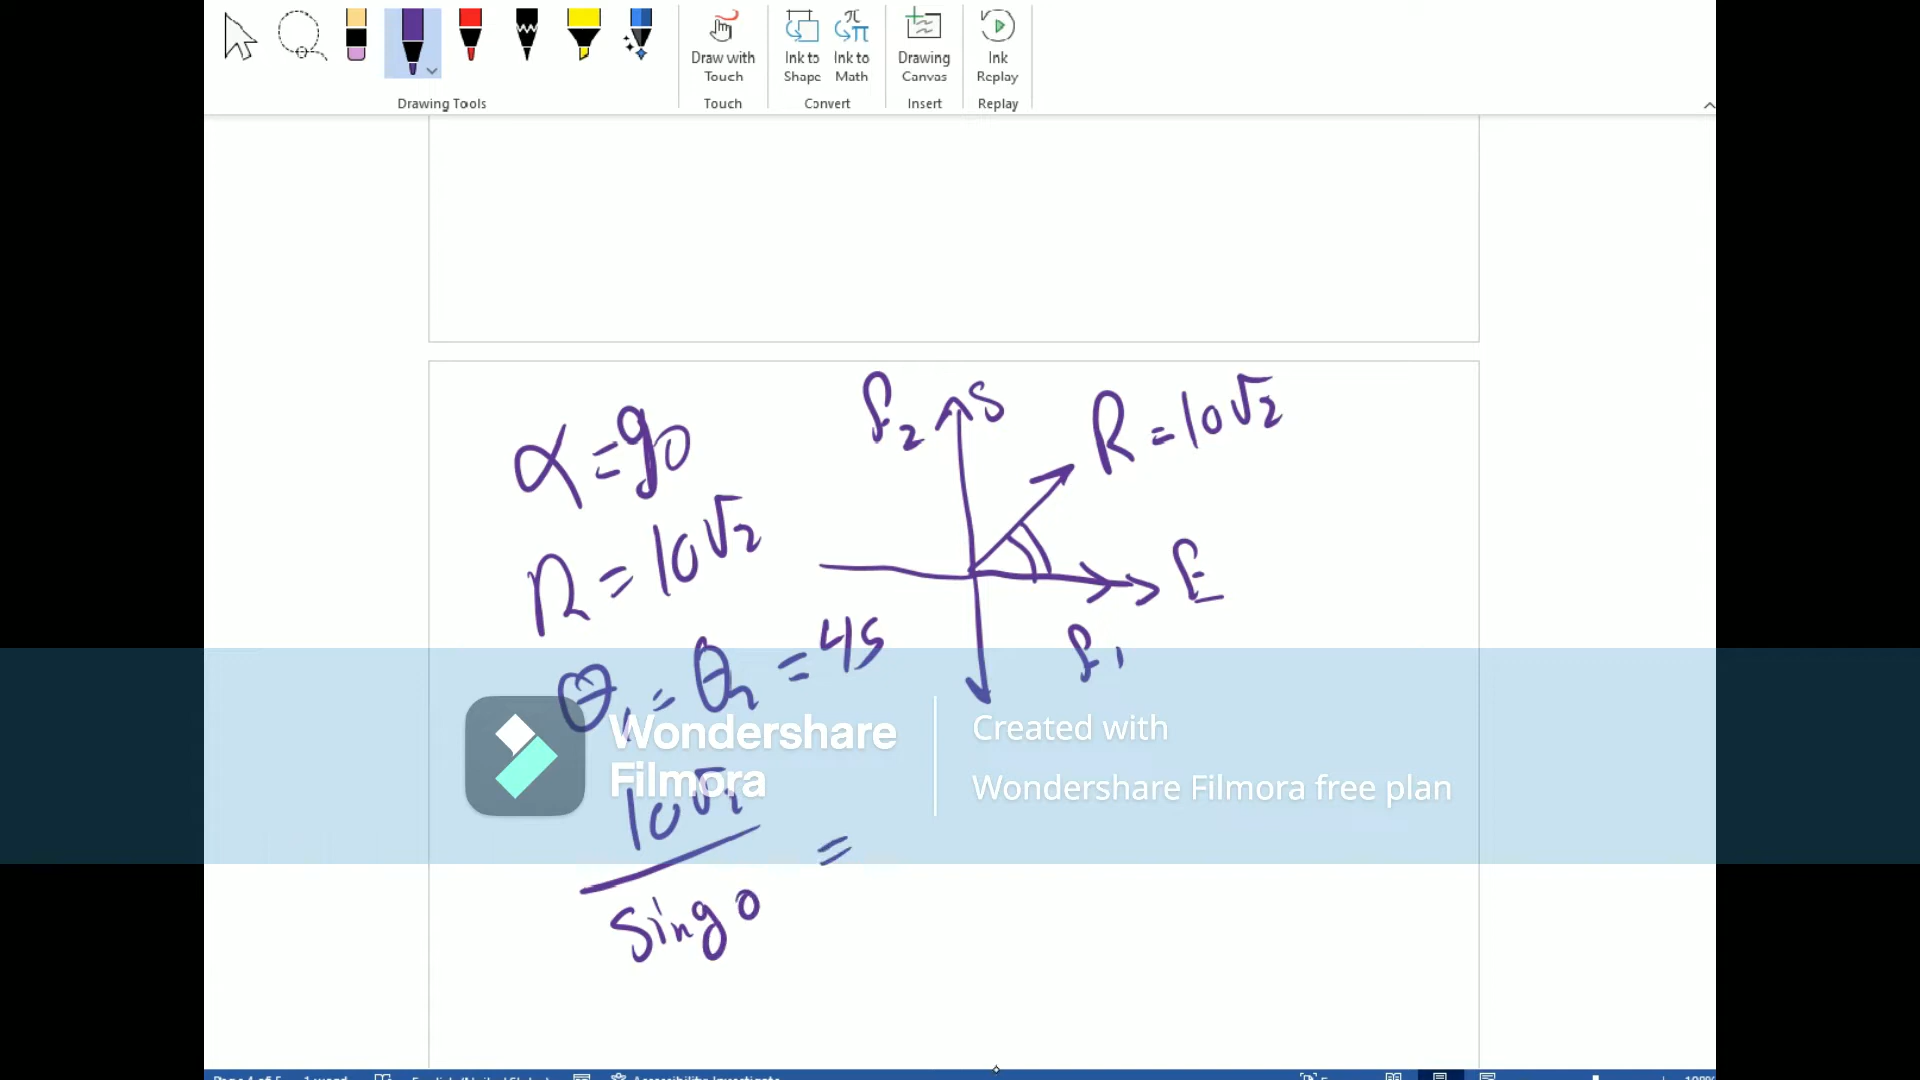 Draw with Touch
Ink to Shape
Ink to Math
Drawing Canvas
Ink Replay
Drawing Tools
Touch
Convert
Insert
Replay
α = 90
R = 10√2
θ₁ = θ₂ = 45
10√2
sin 90
=
F₂
S
R = 10√2
E
F₁
Wondershare
Filmora
Created with
Wondershare Filmora free plan